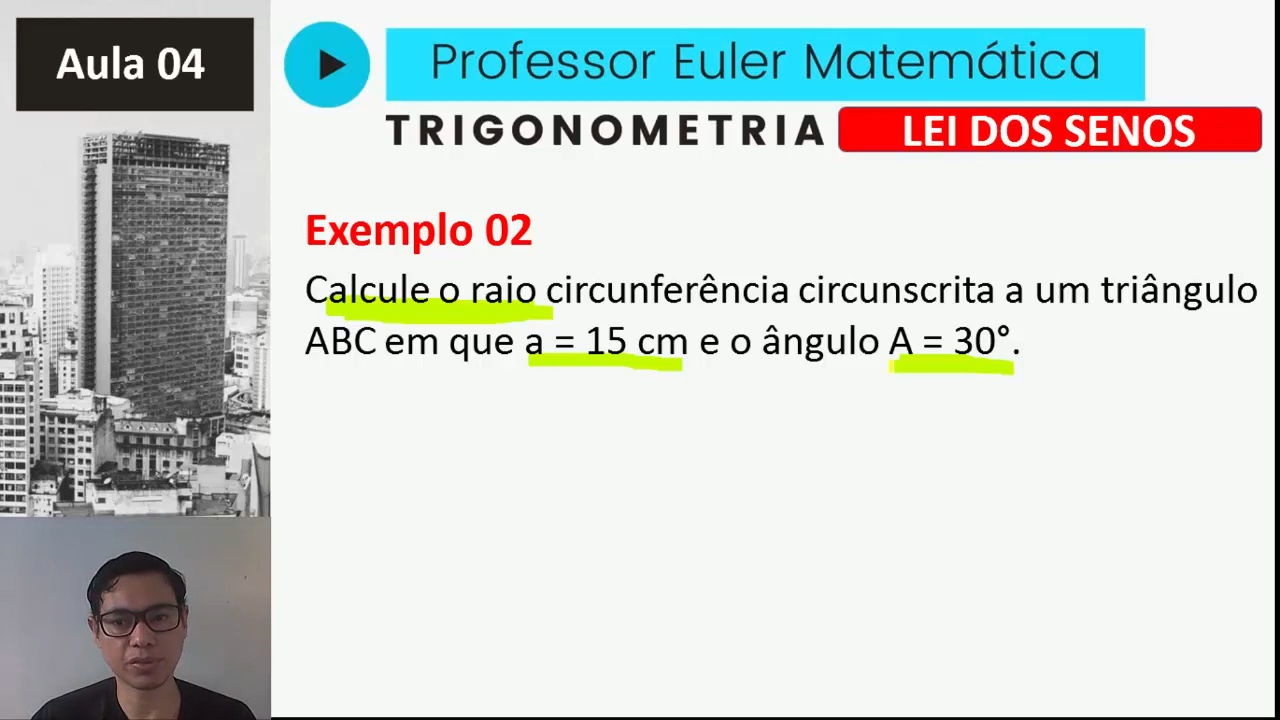 Aula 04
Professor Euler Matemática
TRIGONOMETRIA
LEI DOS SENOS
Exemplo 02
Calcule o raio circunferência circunscrita a um triângulo
ABC em que a = 15 cm e o ângulo A = 30°.